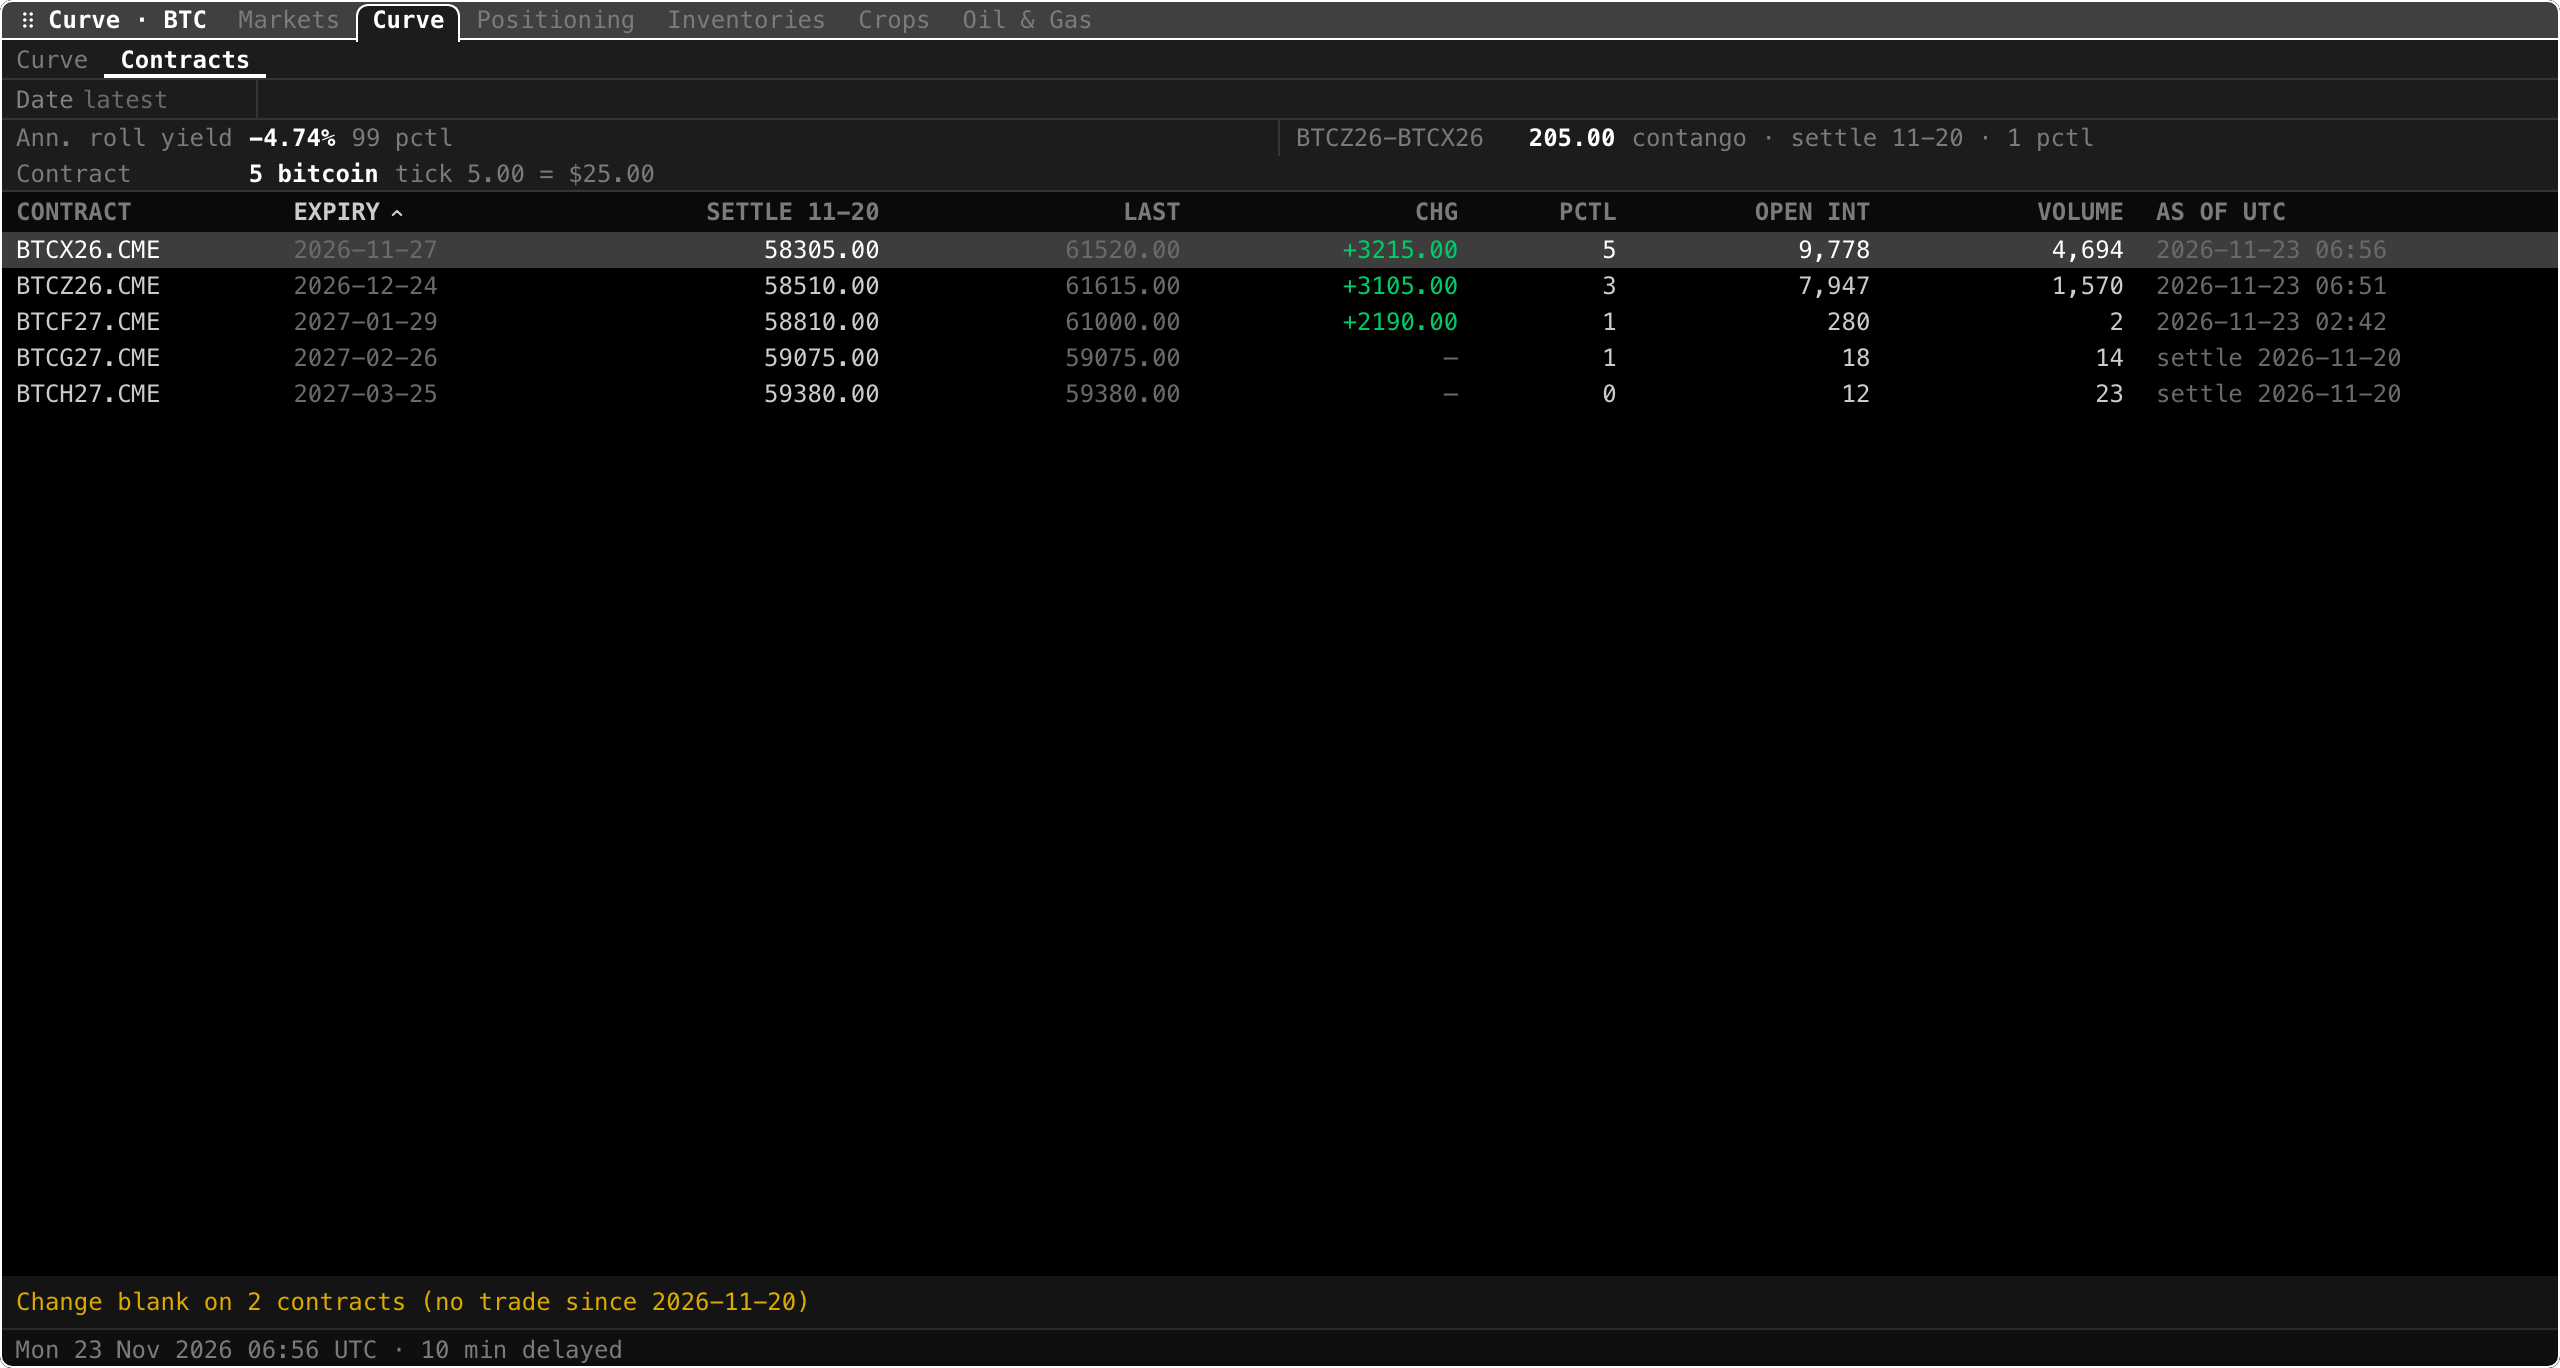 ⠿ Curve · BTC Markets Curve Positioning Inventories Crops Oil & Gas
Curve Contracts
Date latest
Ann. roll yield −4.74% 99 pctl BTCZ26−BTCX26 205.00 contango · settle 11−20 · 1 pctl
Contract 5 bitcoin tick 5.00 = $25.00
CONTRACT EXPIRY ^ SETTLE 11−20 LAST CHG PCTL OPEN INT VOLUME AS OF UTC
BTCX26.CME 2026−11−27 58305.00 61520.00 +3215.00 5 9,778 4,694 2026−11−23 06:56
BTCZ26.CME 2026−12−24 58510.00 61615.00 +3105.00 3 7,947 1,570 2026−11−23 06:51
BTCF27.CME 2027−01−29 58810.00 61000.00 +2190.00 1 280 2 2026−11−23 02:42
BTCG27.CME 2027−02−26 59075.00 59075.00 — 1 18 14 settle 2026−11−20
BTCH27.CME 2027−03−25 59380.00 59380.00 — 0 12 23 settle 2026−11−20
Change blank on 2 contracts (no trade since 2026−11−20)
Mon 23 Nov 2026 06:56 UTC · 10 min delayed